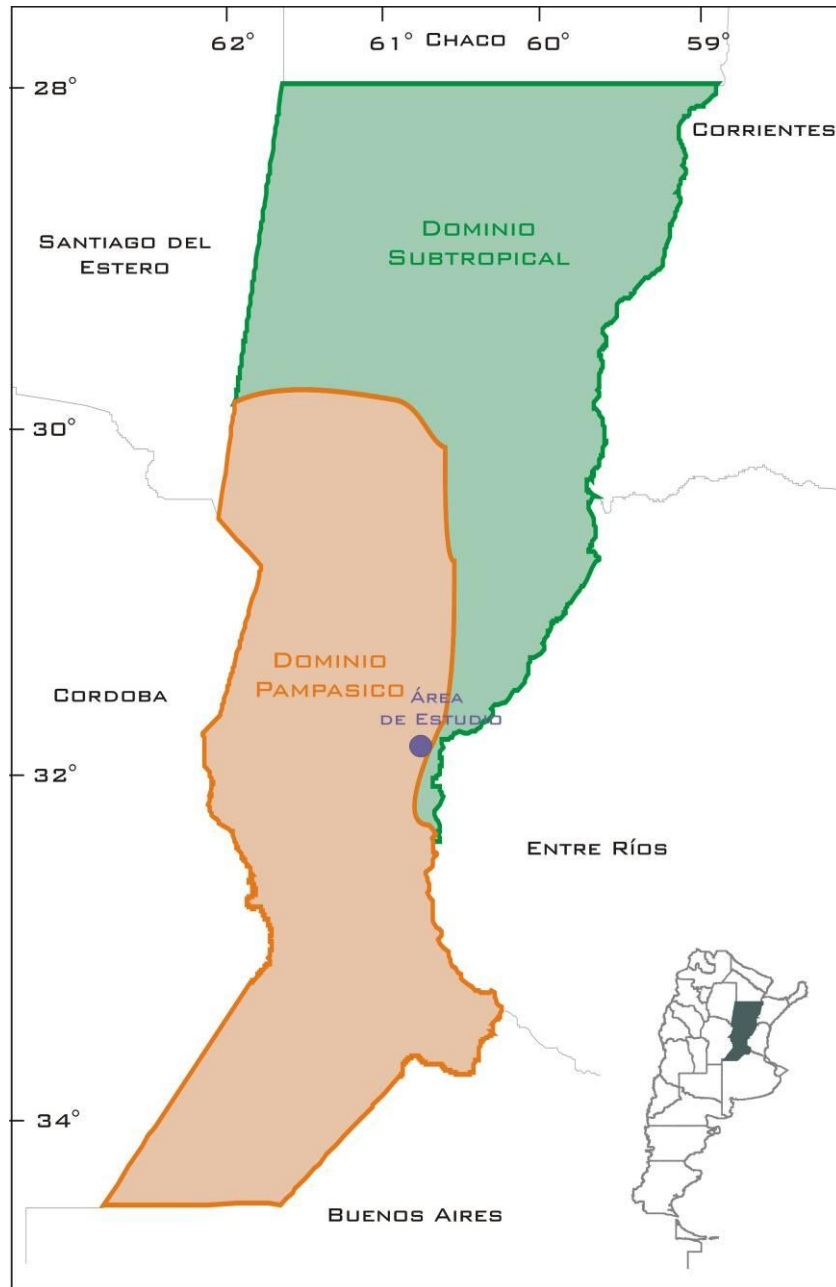 62°
61°
CHACO
60°
59°
28°
CORRIENTES
DOMINIO
SUBTROPICAL
SANTIAGO DEL
ESTERO
30°
DOMINIO
PAMPASICO
CORDOBA
ÁREA
DE ESTUDIO
32°
ENTRE RÍOS
34°
BUENOS AIRES